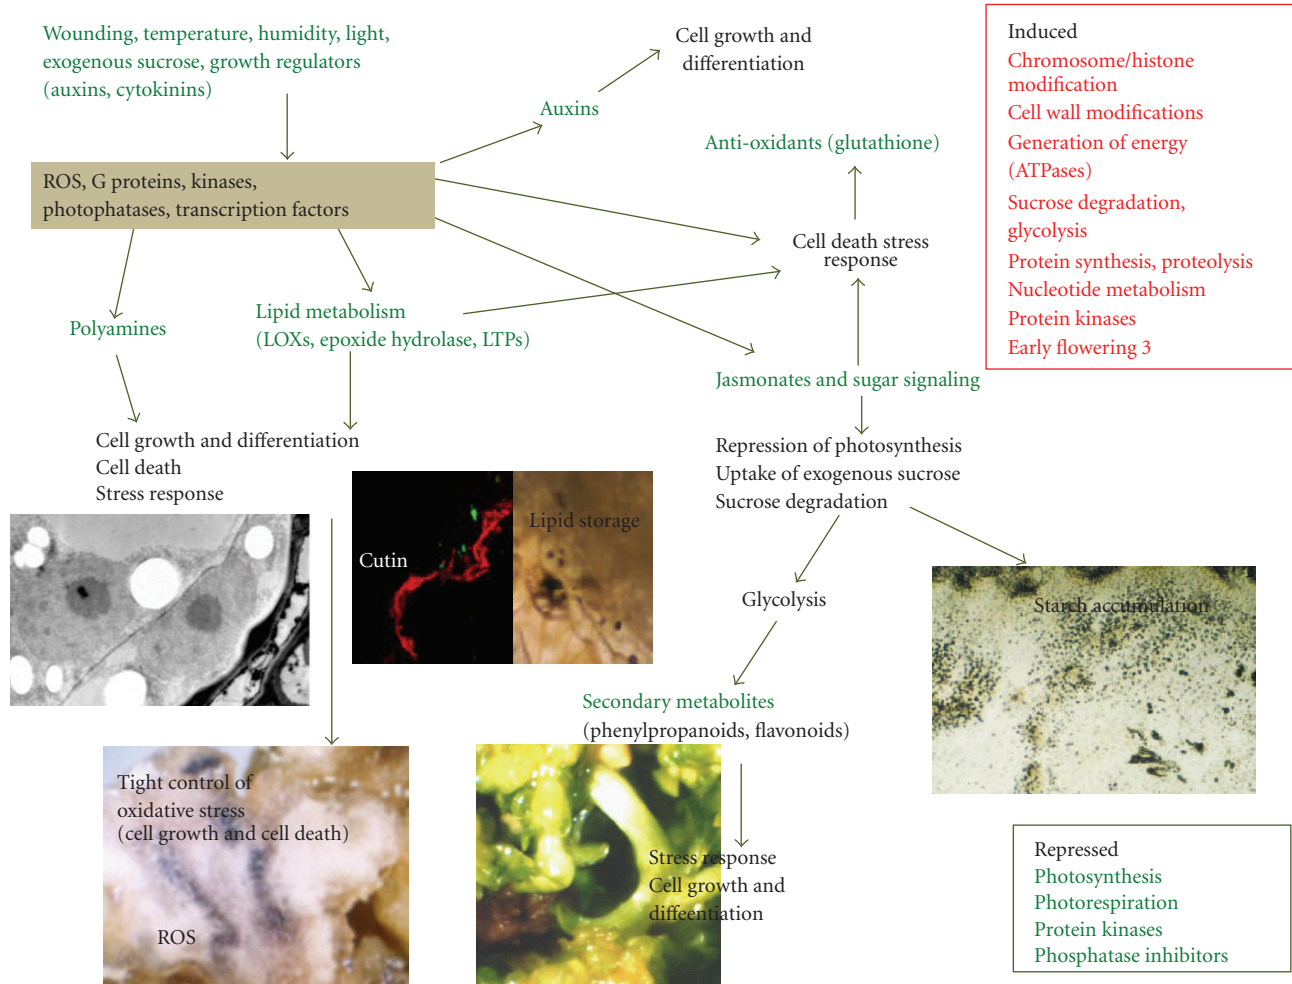 Wounding, temperature, humidity, light,
exogenous sucrose, growth regulators
(auxins, cytokinins)
Cell growth and
differentiation
Auxins
Anti-oxidants (glutathione)
ROS, G proteins, kinases,
photophatases, transcription factors
Cell death stress
response
Polyamines
Lipid metabolism
(LOXs, epoxide hydrolase, LTPs)
Jasmonates and sugar signaling
Cell growth and differentiation
Cell death
Stress response
Repression of photosynthesis
Uptake of exogenous sucrose
Sucrose degradation
Cutin
Lipid storage
Glycolysis
Starch accumulation
Secondary metabolites
(phenylpropanoids, flavonoids)
Tight control of
oxidative stress
(cell growth and cell death)
ROS
Stress response
Cell growth and
diffeentiation
Induced
Chromosome/histone
modification
Cell wall modifications
Generation of energy
(ATPases)
Sucrose degradation,
glycolysis
Protein synthesis, proteolysis
Nucleotide metabolism
Protein kinases
Early flowering 3
Repressed
Photosynthesis
Photorespiration
Protein kinases
Phosphatase inhibitors